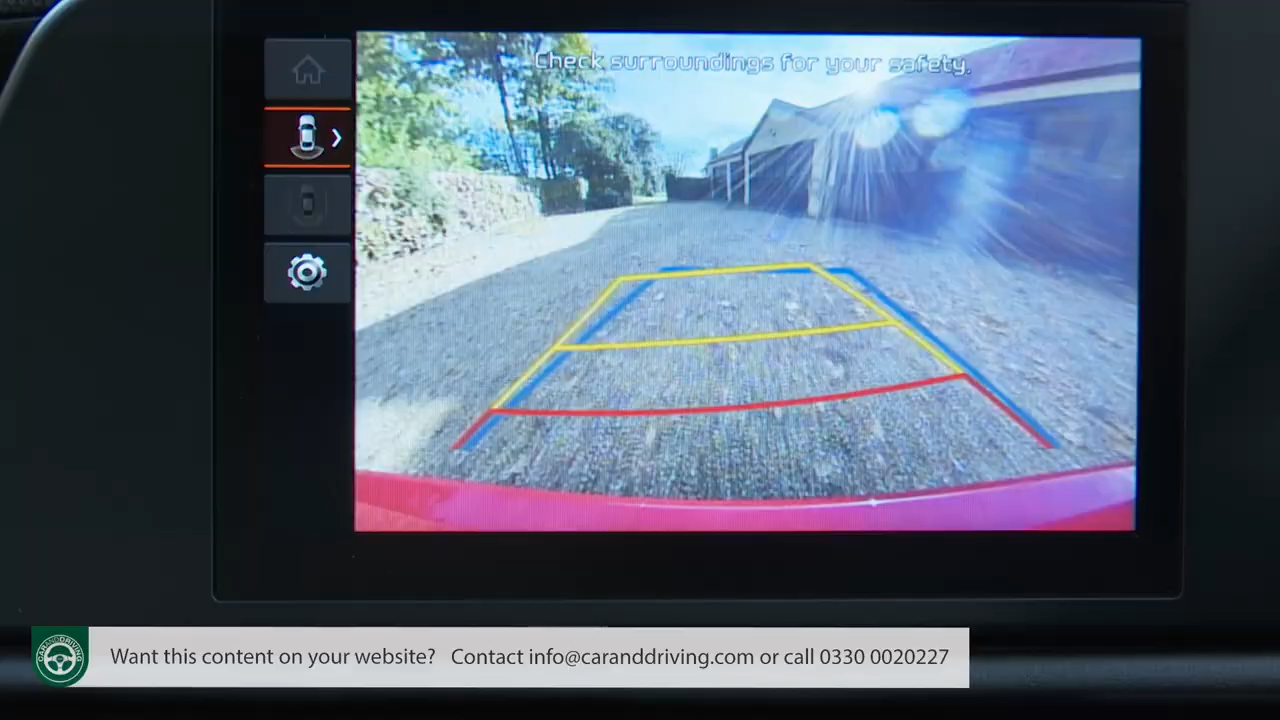 Check surroundings for your safety.
CARANDDRIVING
Want this content on your website? Contact info@caranddriving.com or call 0330 0020227